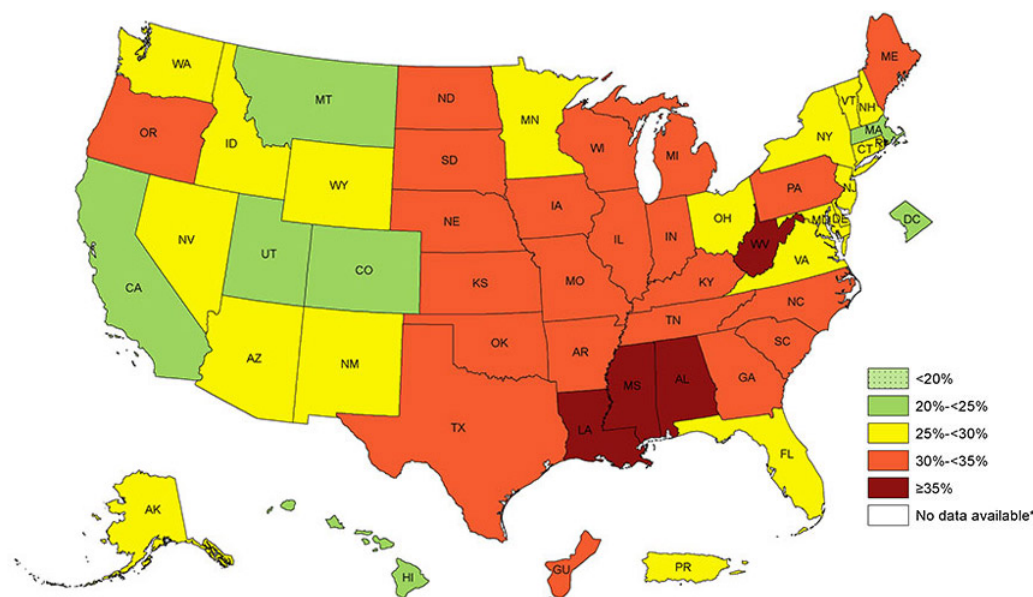 WA
MT
ND
MN
ME
OR
ID
WY
SD
WI
MI
NY
VT
NH
MA
CT
NV
UT
CO
NE
IA
IL
IN
OH
PA
NJ
MD
DE
DC
CA
KS
MO
KY
WV
VA
AZ
NM
OK
AR
TN
NC
SC
TX
LA
MS
AL
GA
FL
<20%
20%-<25%
25%-<30%
30%-<35%
≥35%
No data available*
AK
HI
GU
PR